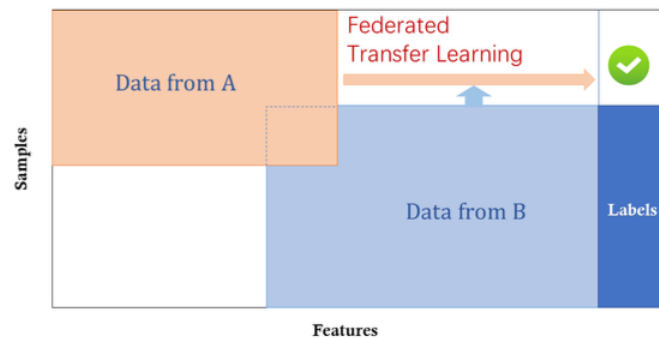 Federated
Transfer Learning
Data from A
Samples
Data from B
Labels
Features